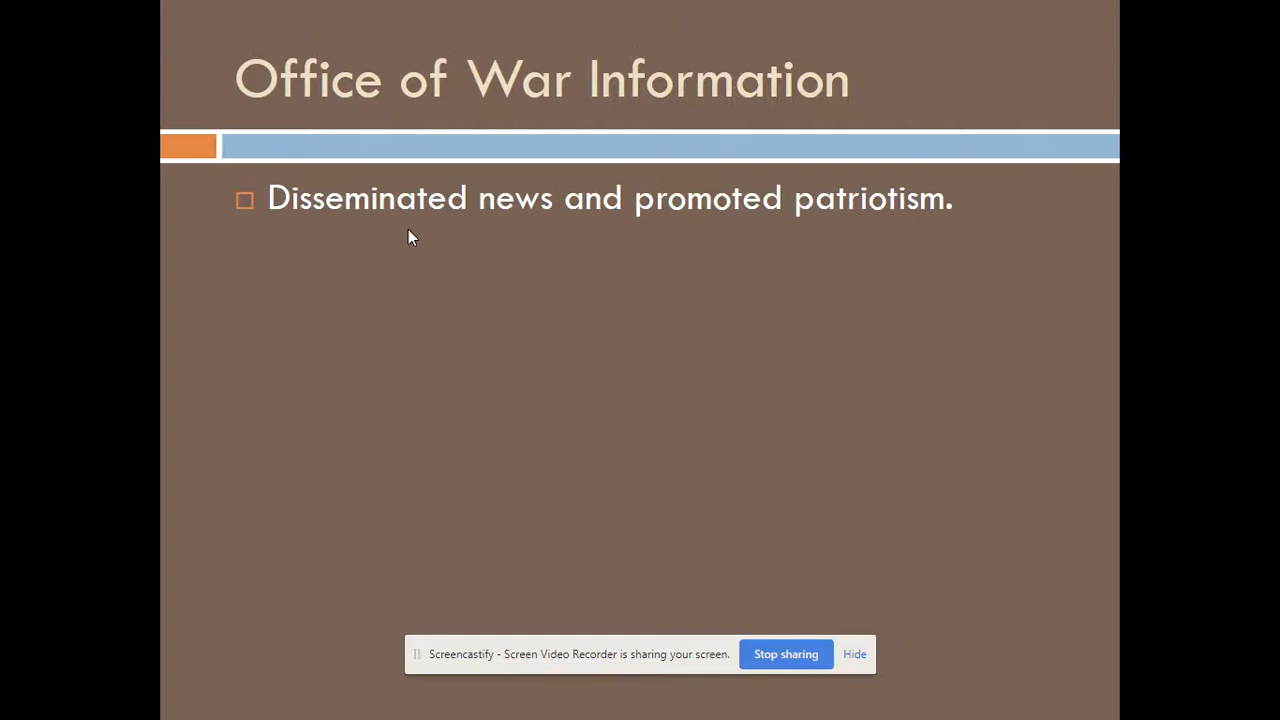 Office of War Information
Disseminated news and promoted patriotism.
Screencastify - Screen Video Recorder is sharing your screen. Stop sharing Hide